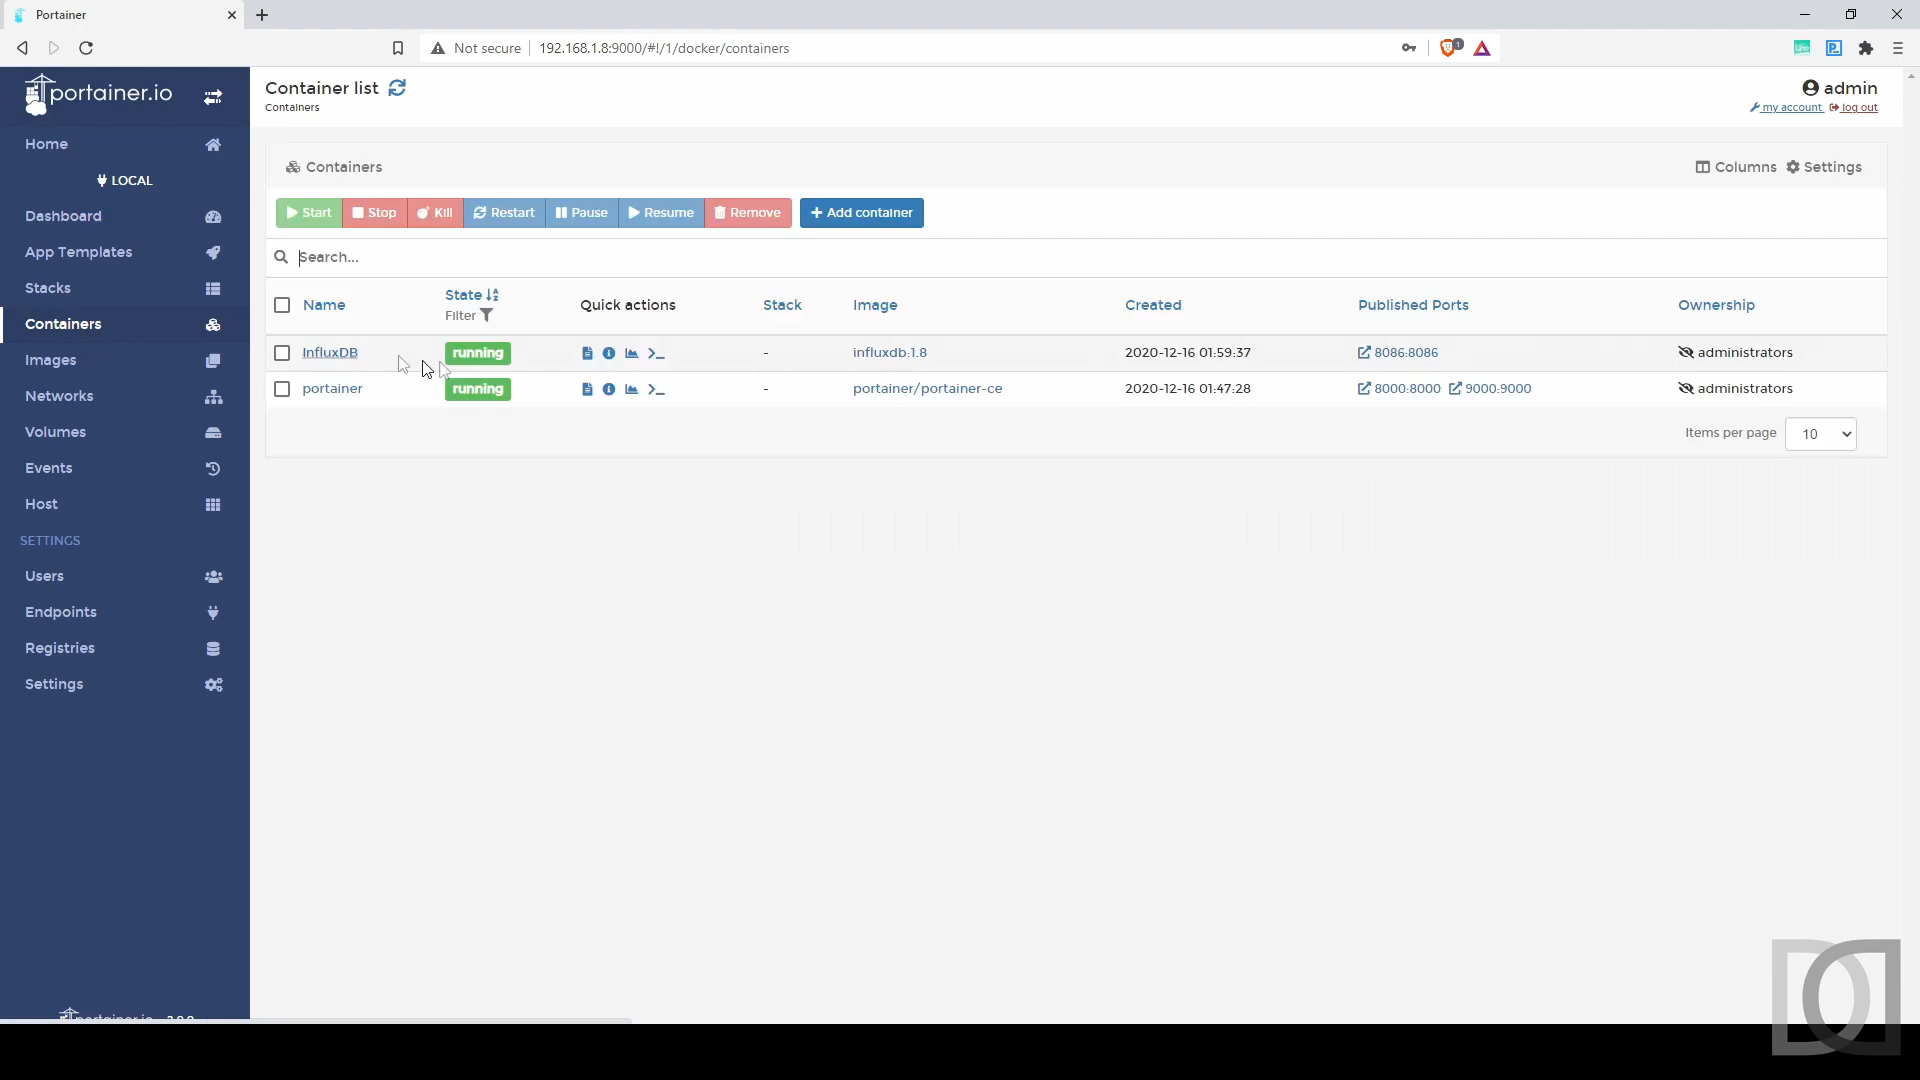 Portainer
Not secure 192.168.1.8:9000/#!/1/docker/containers
portainer.io
Home
LOCAL
Dashboard
App Templates
Stacks
Containers
Images
Networks
Volumes
Events
Host
SETTINGS
Users
Endpoints
Registries
Settings
portainer.io 2.0.0
Container list
Containers
admin
my account log out
Containers
Columns Settings
Start Stop Kill Restart Pause Resume Remove Add container
Search...
Name State Filter Quick actions Stack Image Created Published Ports Ownership
InfluxDB running - influxdb:1.8 2020-12-16 01:59:37 8086:8086 administrators
portainer running - portainer/portainer-ce 2020-12-16 01:47:28 8000:8000 9000:9000 administrators
Items per page 10